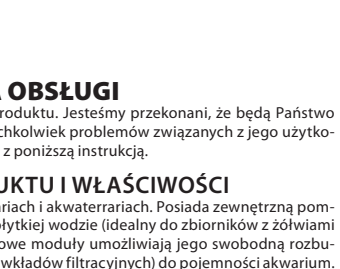 OBSŁUGI
roduktu. Jesteśmy przekonani, że będą Państwo
chkolwiek problemów związanych z jego użytko-
z poniższą instrukcją.
UKTU I WŁAŚCIWOŚCI
riach i akwaterrariach. Posiada zewnętrzną pom-
płytkiej wodzie (idealny do zbiorników z żółwiami
owe moduły umożliwiają jego swobodną rozbu-
wkładów filtracyjnych) do pojemności akwarium.